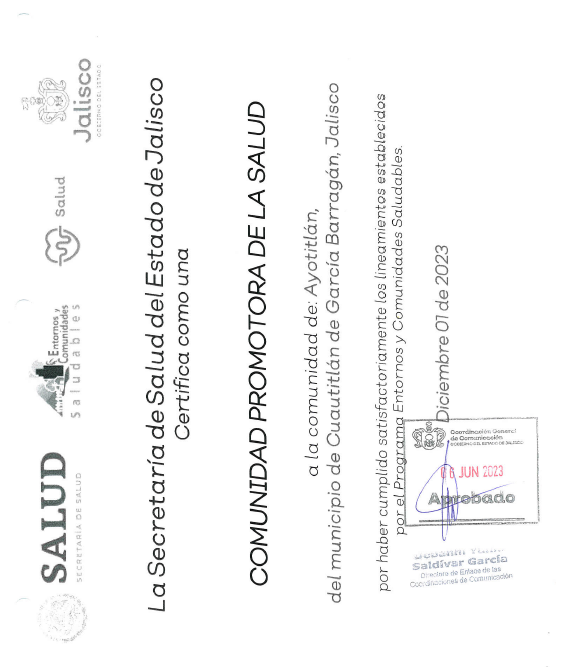 SALUD
SECRETARÍA DE SALUD
Entornos y
Comunidades
Saludables
Salud
Jalisco
GOBIERNO DEL ESTADO
La Secretaría de Salud del Estado de Jalisco
Certifica como una
COMUNIDAD PROMOTORA DE LA SALUD
a la comunidad de: Ayotitlán,
del municipio de Cuautitlán de García Barragán, Jalisco
por haber cumplido satisfactoriamente los lineamientos establecidos
por el Programa Entornos y Comunidades Saludables.
Diciembre 01 de 2023
Coordinación General
de Comunicación
GOBIERNO DEL ESTADO DE JALISCO
06 JUN 2023
Aprobado
Saldívar García
Directora de Enlace de las
Coordinaciones de Comunicación